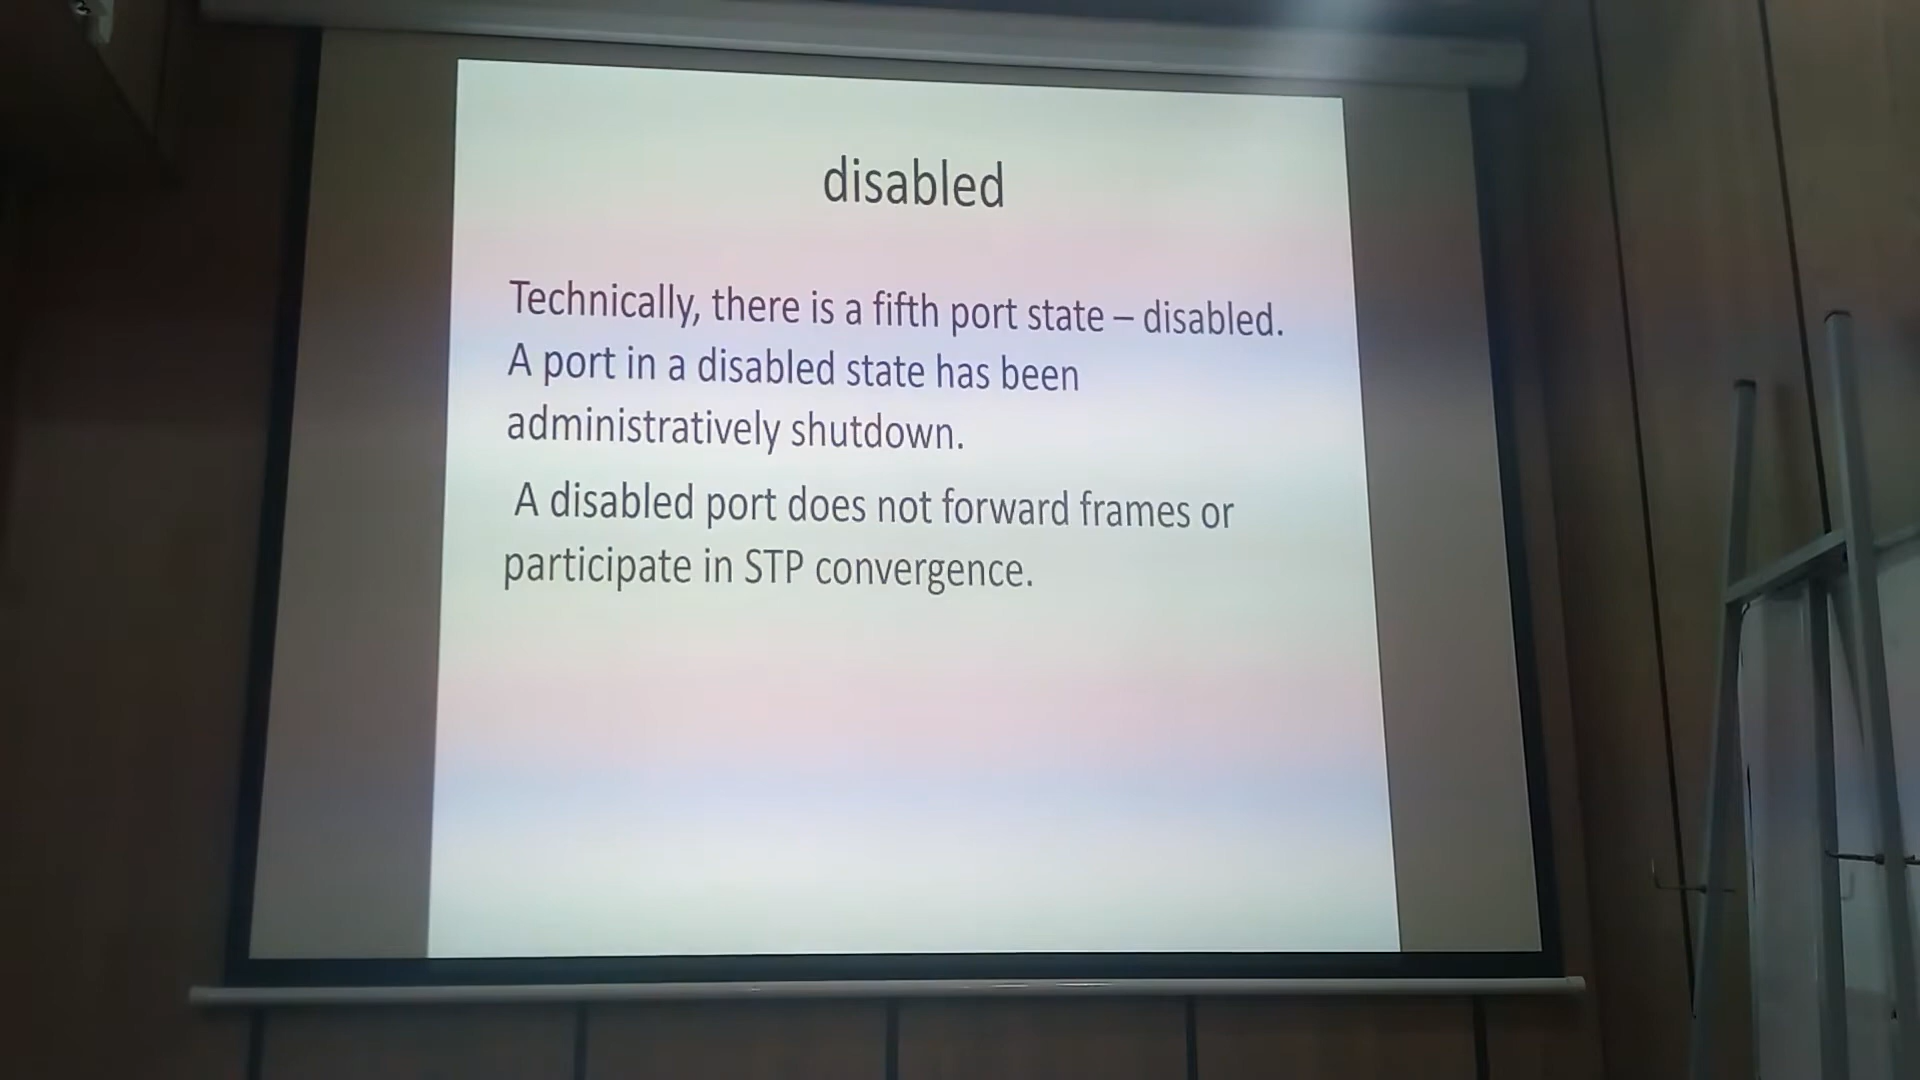 disabled
Technically, there is a fifth port state – disabled.
A port in a disabled state has been
administratively shutdown.
A disabled port does not forward frames or
participate in STP convergence.